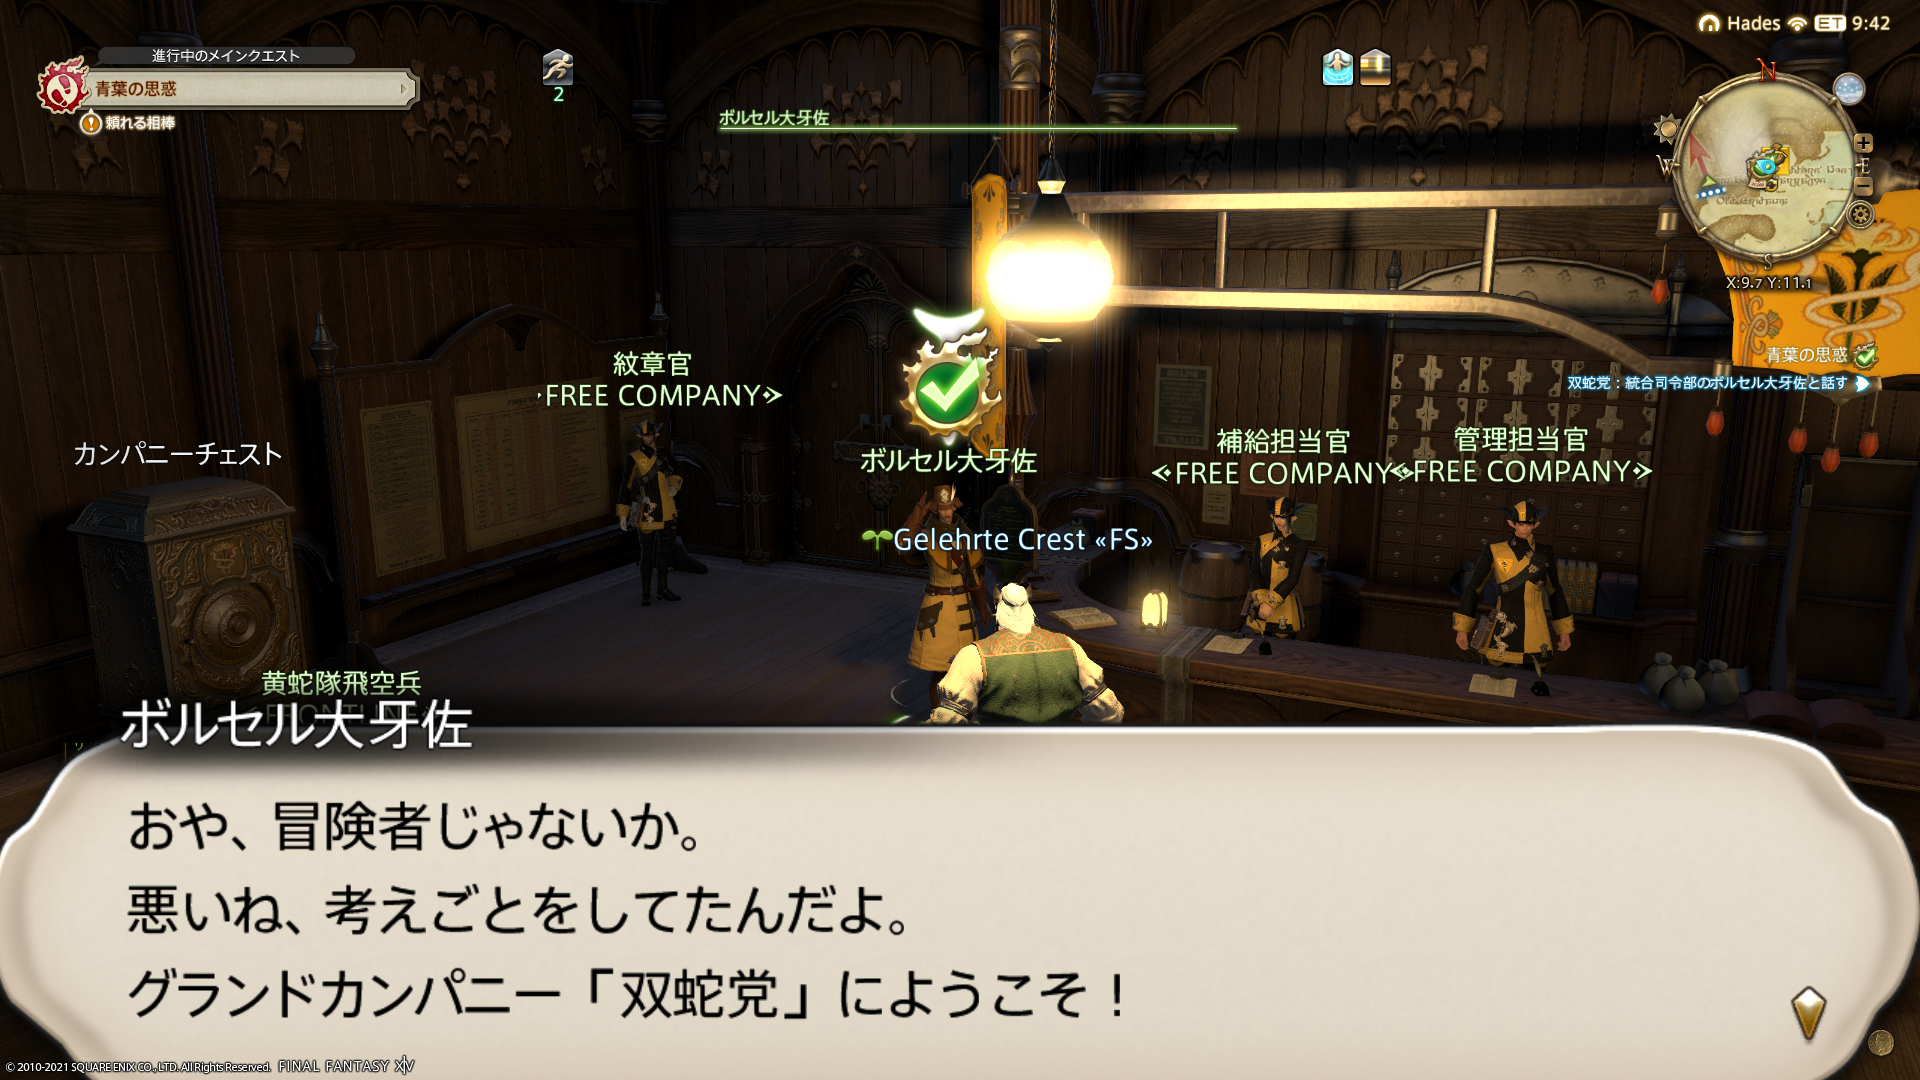 進行中のメインクエスト
青葉の思惑
頼れる相棒
2
ボルセル大牙佐
Hades ET 9:42
N
W
E
S
X:9.7 Y:11.1
青葉の思惑
双蛇党：統合司令部のボルセル大牙佐と話す
紋章官
FREE COMPANY
カンパニーチェスト
ボルセル大牙佐
補給担当官
FREE COMPANY
管理担当官
FREE COMPANY
Gelehrte Crest «FS»
黄蛇隊飛空兵
ボルセル大牙佐
おや、冒険者じゃないか。
悪いね、考えごとをしてたんだよ。
グランドカンパニー「双蛇党」にようこそ！
© 2010-2021 SQUARE ENIX CO., LTD. All Rights Reserved. FINAL FANTASY XIV